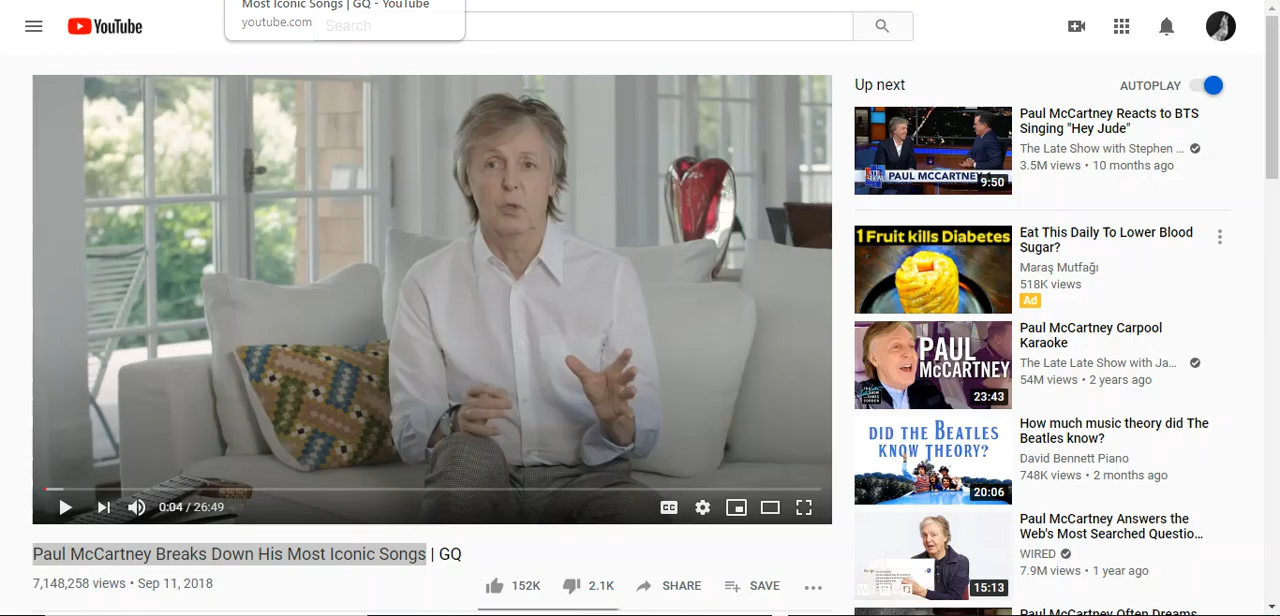 Most Iconic Songs | GQ - YouTube
youtube.com
YouTube
Search
PAUL MCCARTNEY
9:50
Up next
AUTOPLAY
Paul McCartney Reacts to BTS
Singing "Hey Jude"
The Late Show with Stephen ...
3.5M views • 10 months ago
1 Fruit kills Diabetes
Eat This Daily To Lower Blood
Sugar?
Maraş Mutfağı
518K views
Ad
PAUL
McCARTNEY
23:43
Paul McCartney Carpool
Karaoke
The Late Late Show with Ja...
54M views • 2 years ago
DID THE BEATLES
KNOW THEORY?
20:06
How much music theory did The
Beatles know?
David Bennett Piano
748K views • 2 months ago
15:13
Paul McCartney Answers the
Web's Most Searched Questio...
WIRED
7.9M views • 1 year ago
Paul McCartney Often Dreams
0:04 / 26:49
CC
Paul McCartney Breaks Down His Most Iconic Songs | GQ
7,148,258 views • Sep 11, 2018
152K
2.1K
SHARE
SAVE